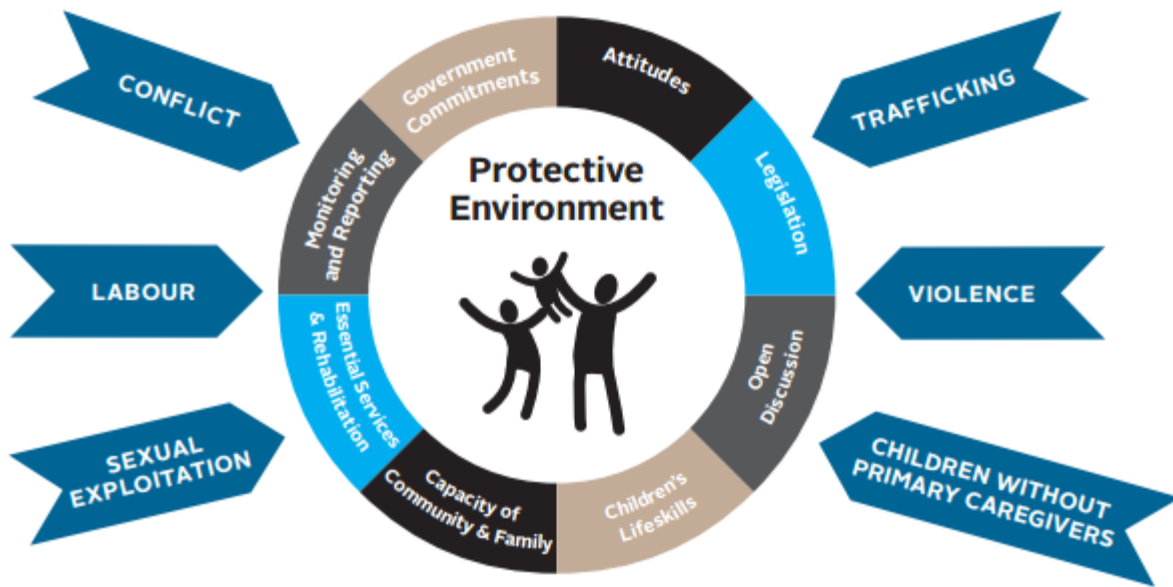 CONFLICT
LABOUR
SEXUAL
EXPLOITATION
Government
Commitments
Attitudes
Legislation
Open
Discussion
Children's
Lifeskills
Capacity of
Community & Family
Essential Services
& Rehabilitation
Monitoring
and Reporting
Protective
Environment
TRAFFICKING
VIOLENCE
CHILDREN WITHOUT
PRIMARY CAREGIVERS